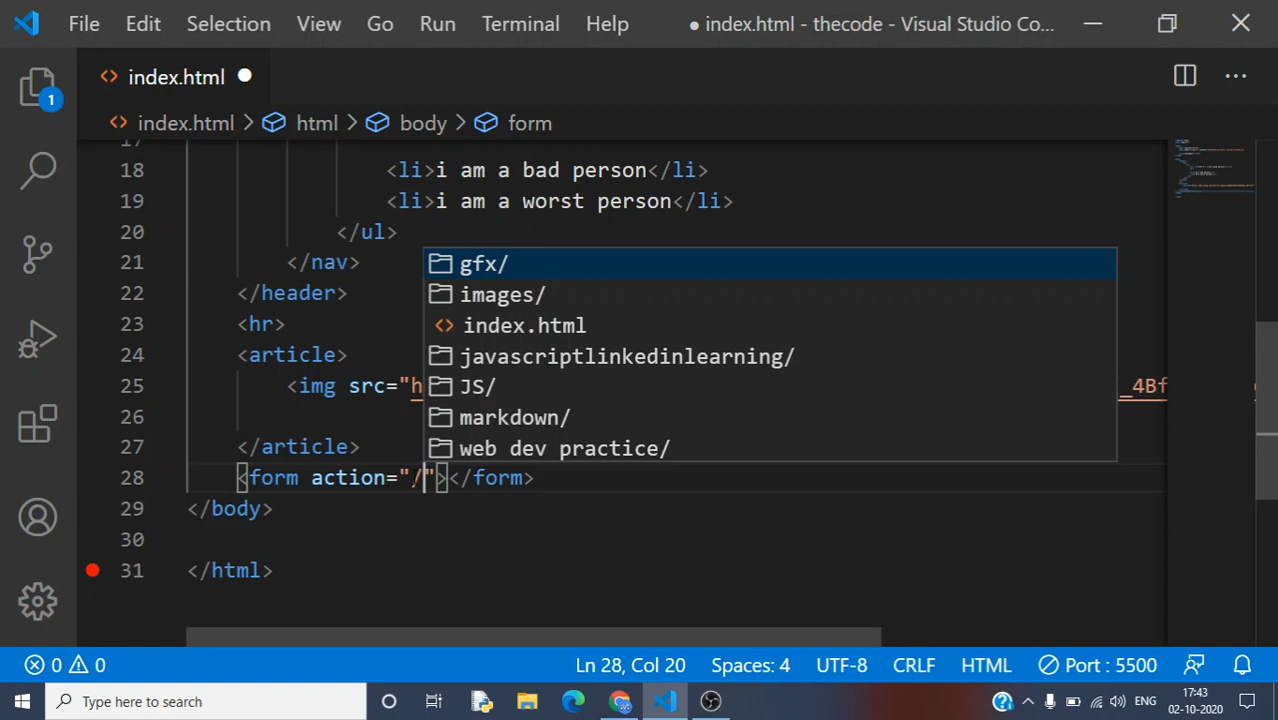 File Edit Selection View Go Run Terminal Help ● index.html - thecode - Visual Studio Co...
index.html
index.html > html > body > form
18 <li>i am a bad person</li>
19 <li>i am a worst person</li>
20 </ul>
21 </nav>
22 </header>
23 <hr>
24 <article>
25 <img src="h _4Bf
26
27 </article>
28 <form action="/"></form>
29 </body>
30
31 </html>
gfx/
images/
index.html
javascriptlinkedinlearning/
JS/
markdown/
web dev practice/
1
0 0 Ln 28, Col 20 Spaces: 4 UTF-8 CRLF HTML Port : 5500
Type here to search ENG 17:43
02-10-2020